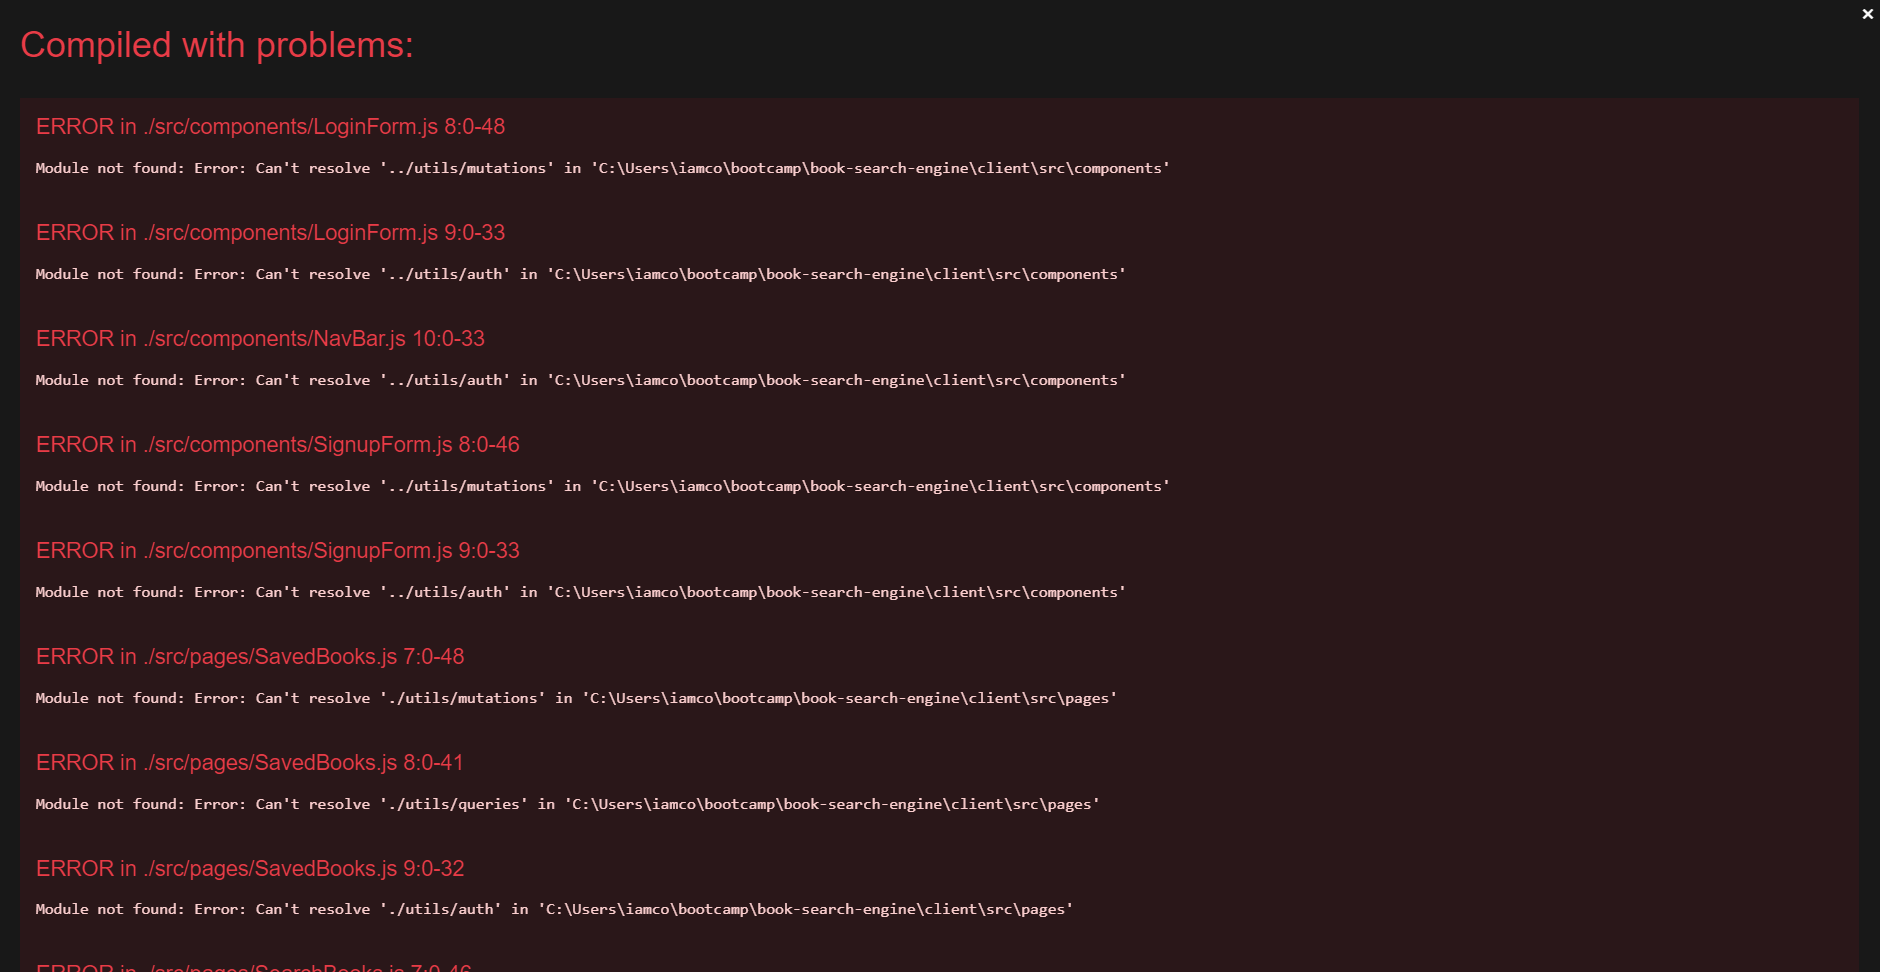 ×
Compiled with problems:
ERROR in ./src/components/LoginForm.js 8:0-48
Module not found: Error: Can't resolve '../utils/mutations' in 'C:\Users\iamco\bootcamp\book-search-engine\client\src\components'
ERROR in ./src/components/LoginForm.js 9:0-33
Module not found: Error: Can't resolve '../utils/auth' in 'C:\Users\iamco\bootcamp\book-search-engine\client\src\components'
ERROR in ./src/components/NavBar.js 10:0-33
Module not found: Error: Can't resolve '../utils/auth' in 'C:\Users\iamco\bootcamp\book-search-engine\client\src\components'
ERROR in ./src/components/SignupForm.js 8:0-46
Module not found: Error: Can't resolve '../utils/mutations' in 'C:\Users\iamco\bootcamp\book-search-engine\client\src\components'
ERROR in ./src/components/SignupForm.js 9:0-33
Module not found: Error: Can't resolve '../utils/auth' in 'C:\Users\iamco\bootcamp\book-search-engine\client\src\components'
ERROR in ./src/pages/SavedBooks.js 7:0-48
Module not found: Error: Can't resolve './utils/mutations' in 'C:\Users\iamco\bootcamp\book-search-engine\client\src\pages'
ERROR in ./src/pages/SavedBooks.js 8:0-41
Module not found: Error: Can't resolve './utils/queries' in 'C:\Users\iamco\bootcamp\book-search-engine\client\src\pages'
ERROR in ./src/pages/SavedBooks.js 9:0-32
Module not found: Error: Can't resolve './utils/auth' in 'C:\Users\iamco\bootcamp\book-search-engine\client\src\pages'
ERROR in ./src/pages/SearchBooks.js 7:0-46